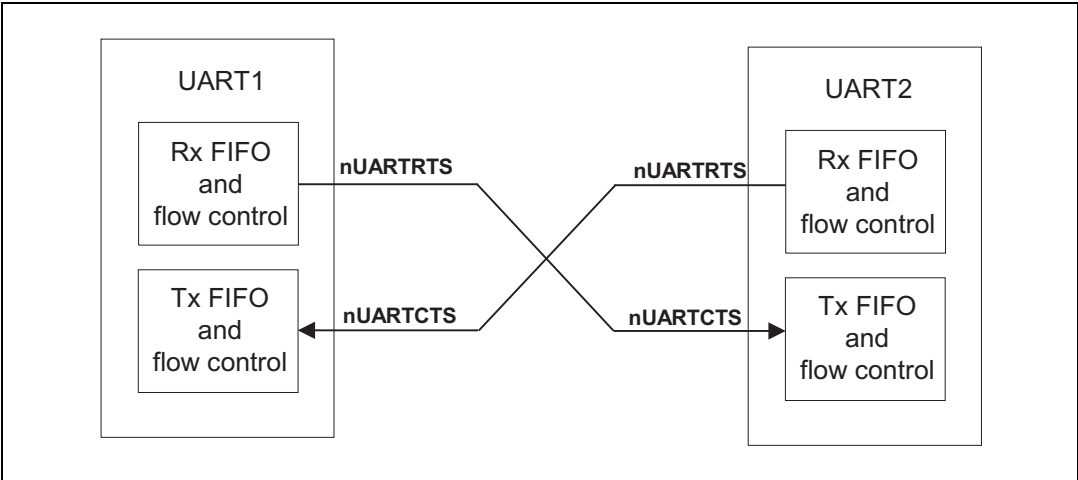 UART1
Rx FIFO
and
flow control
nUARTRTS
Tx FIFO
and
flow control
nUARTCTS
UART2
nUARTRTS
Rx FIFO
and
flow control
nUARTCTS
Tx FIFO
and
flow control